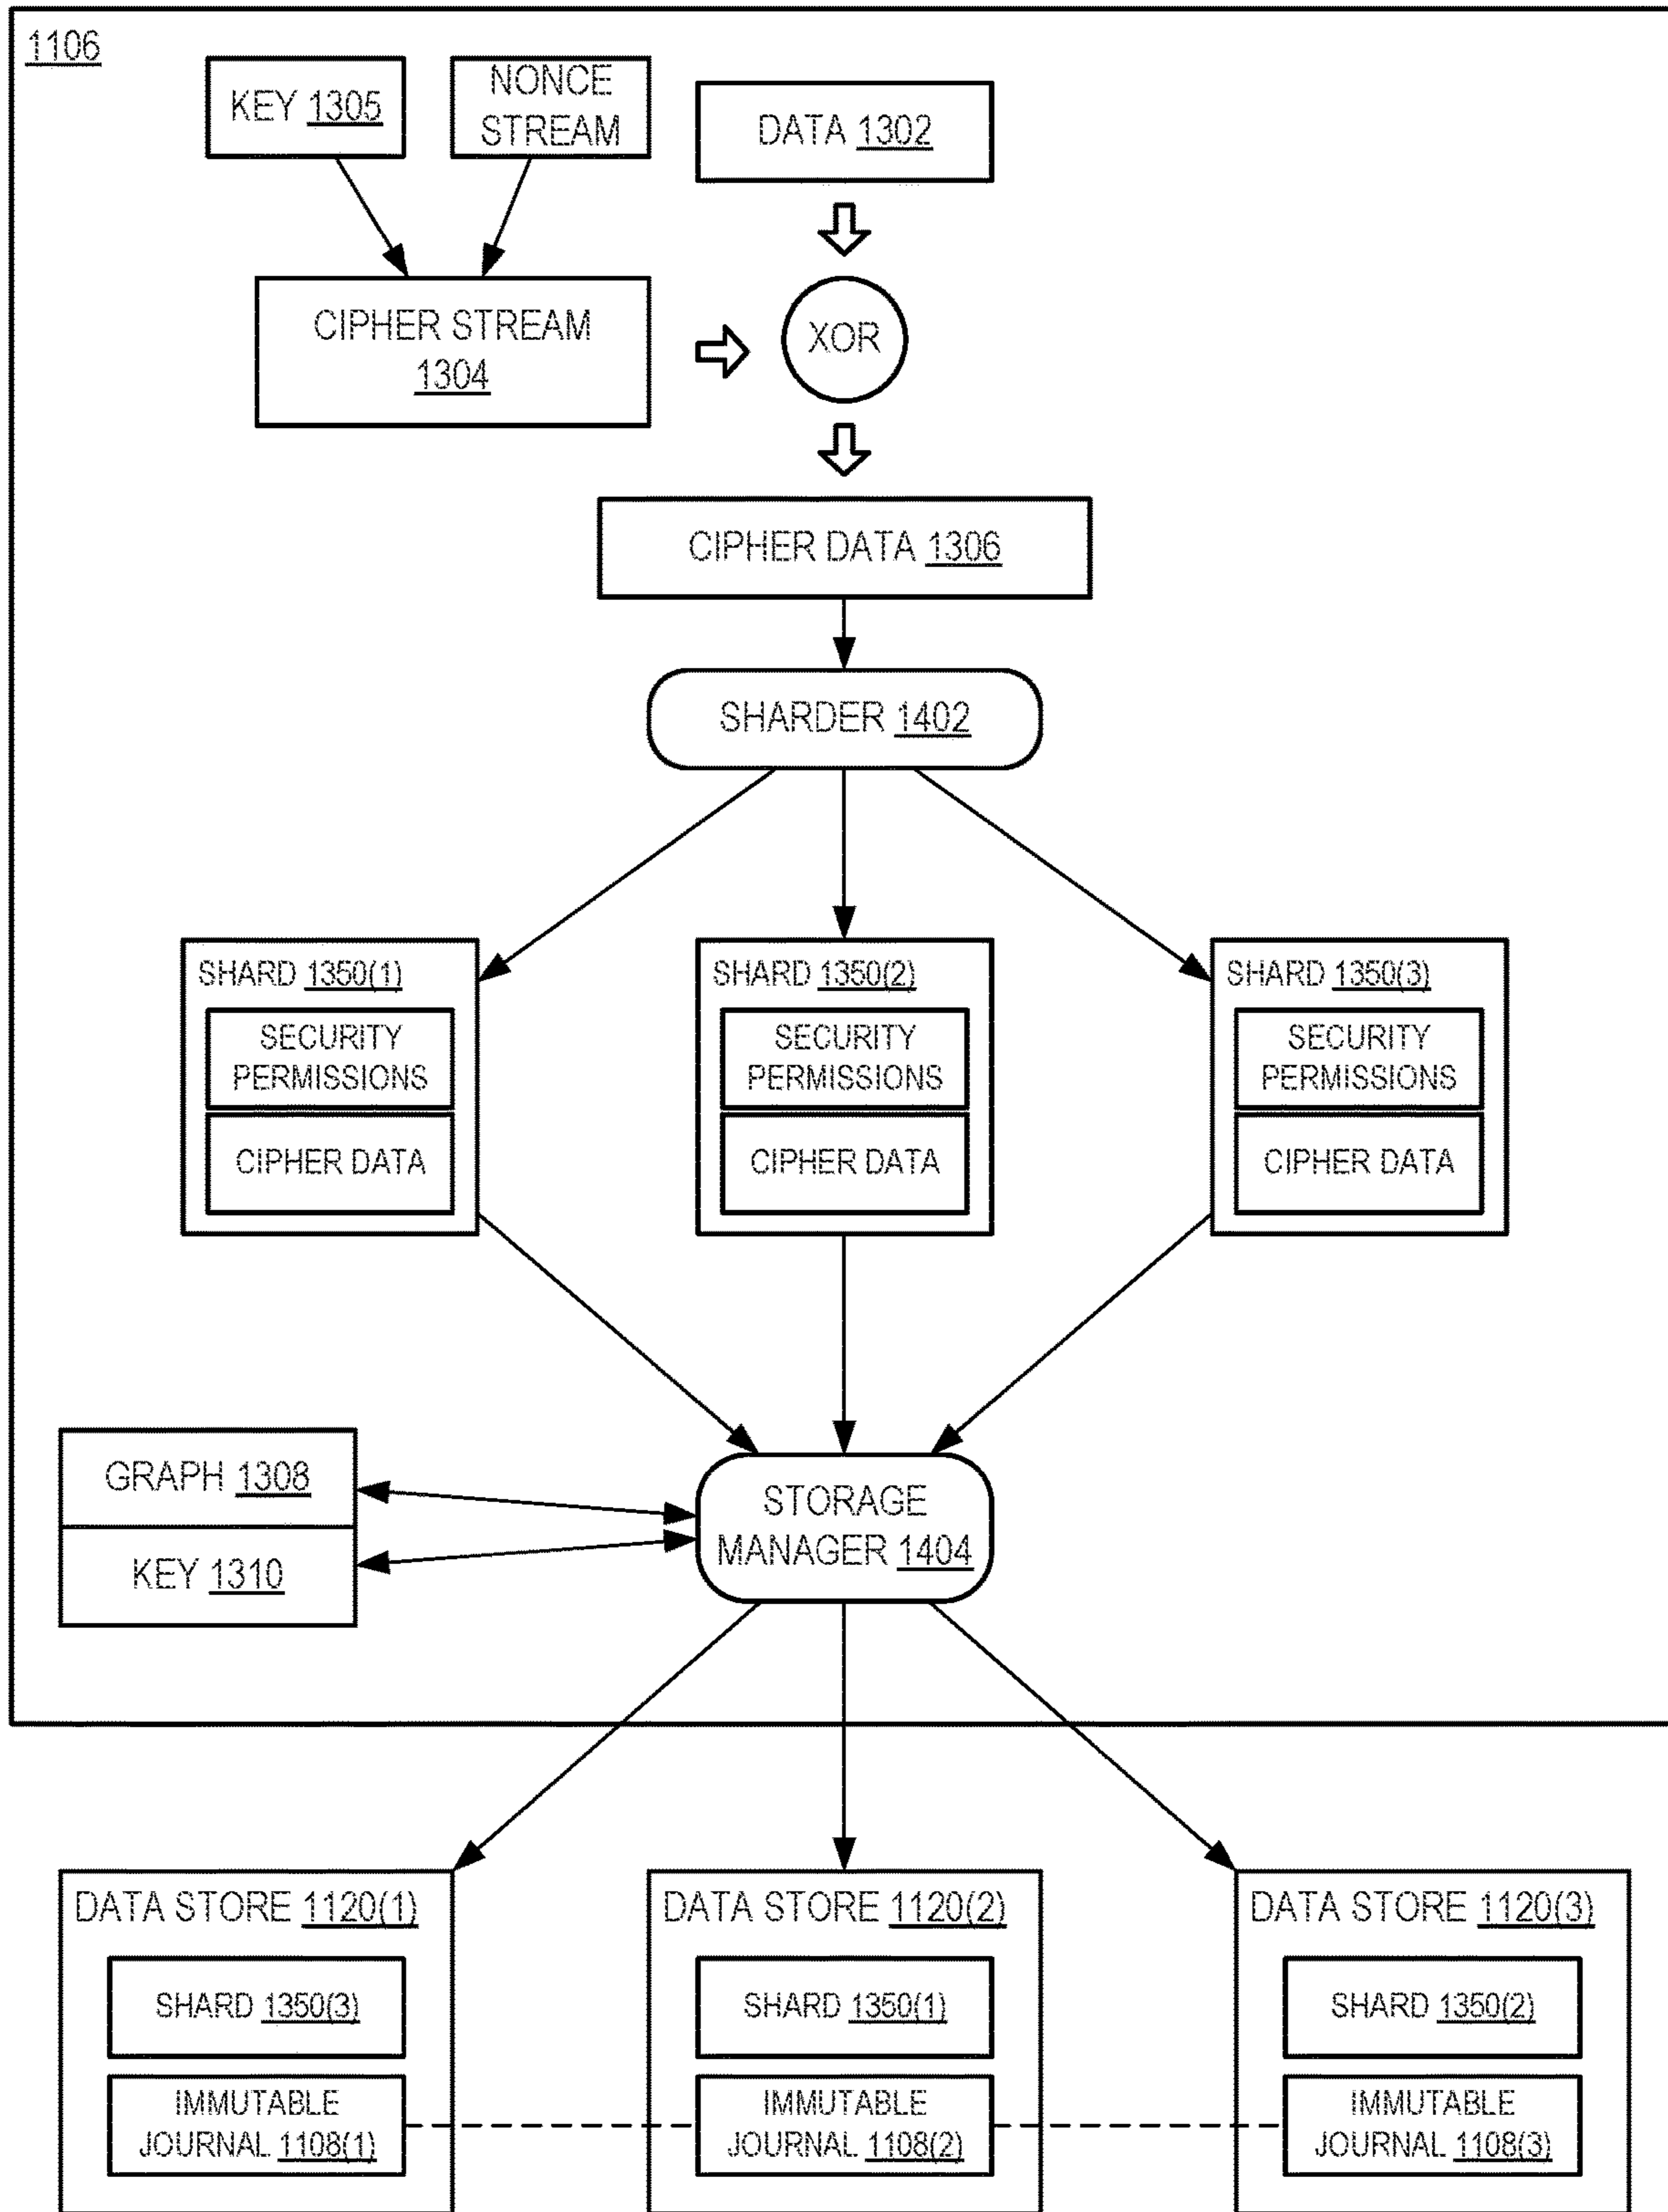 1106
KEY 1305
NONCE
STREAM
DATA 1302
CIPHER STREAM
1304
XOR
CIPHER DATA 1306
SHARDER 1402
SHARD 1350(1)
SECURITY
PERMISSIONS
CIPHER DATA
SHARD 1350(2)
SECURITY
PERMISSIONS
CIPHER DATA
SHARD 1350(3)
SECURITY
PERMISSIONS
CIPHER DATA
GRAPH 1308
KEY 1310
STORAGE
MANAGER 1404
DATA STORE 1120(1)
SHARD 1350(3)
IMMUTABLE
JOURNAL 1108(1)
DATA STORE 1120(2)
SHARD 1350(1)
IMMUTABLE
JOURNAL 1108(2)
DATA STORE 1120(3)
SHARD 1350(2)
IMMUTABLE
JOURNAL 1108(3)